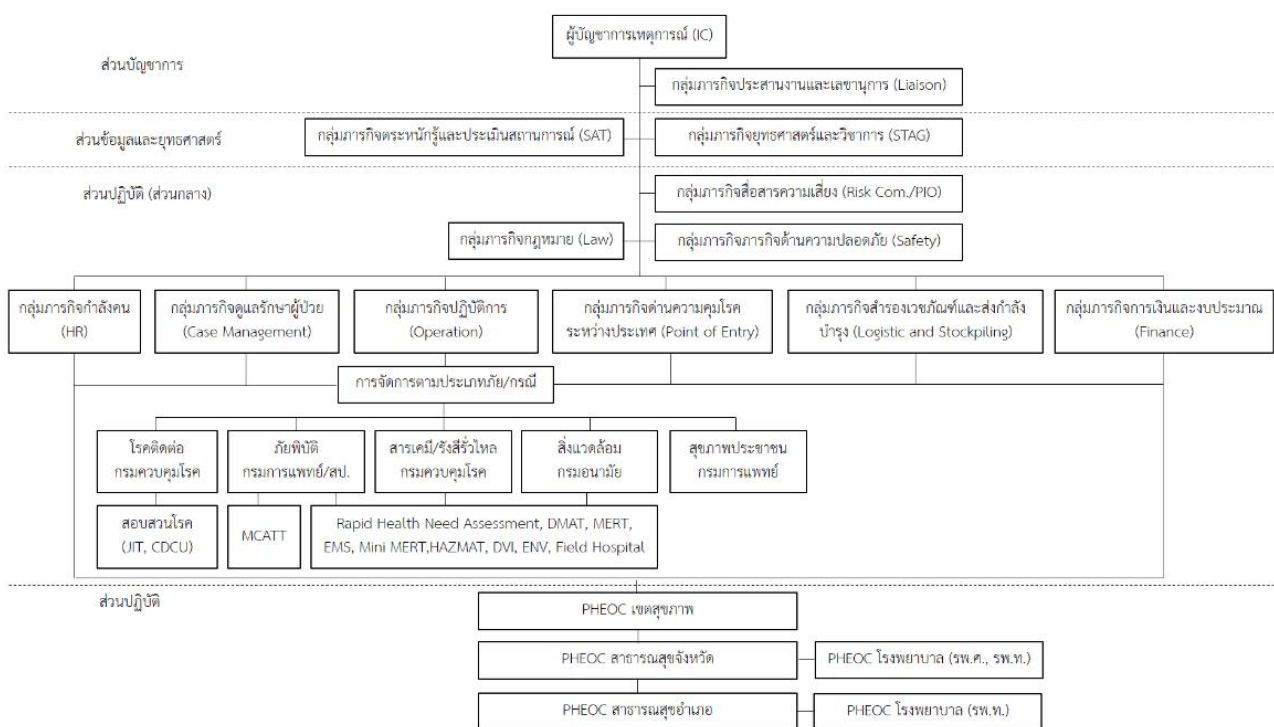 ผู้บัญชาการเหตุการณ์ (IC)
ส่วนบัญชาการ
กลุ่มภารกิจประสานงานและเลขานุการ (Liaison)
ส่วนข้อมูลและยุทธศาสตร์
กลุ่มภารกิจตระหนักรู้และประเมินสถานการณ์ (SAT)
กลุ่มภารกิจยุทธศาสตร์และวิชาการ (STAG)
ส่วนปฏิบัติ (ส่วนกลาง)
กลุ่มภารกิจสื่อสารความเสี่ยง (Risk Com./PIO)
กลุ่มภารกิจกฎหมาย (Law)
กลุ่มภารกิจภารกิจด้านความปลอดภัย (Safety)
กลุ่มภารกิจกำลังคน
(HR)
กลุ่มภารกิจดูแลรักษาผู้ป่วย
(Case Management)
กลุ่มภารกิจปฏิบัติการ
(Operation)
กลุ่มภารกิจด่านความคุมโรค
ระหว่างประเทศ (Point of Entry)
กลุ่มภารกิจสำรองเวชภัณฑ์และส่งกำลัง
บำรุง (Logistic and Stockpiling)
กลุ่มภารกิจการเงินและงบประมาณ
(Finance)
การจัดการตามประเภทภัย/กรณี
โรคติดต่อ
กรมควบคุมโรค
ภัยพิบัติ
กรมการแพทย์/สป.
สารเคมี/รังสีรั่วไหล
กรมควบคุมโรค
สิ่งแวดล้อม
กรมอนามัย
สุขภาพประชาชน
กรมการแพทย์
สอบสวนโรค
(JIT, CDCU)
MCATT
Rapid Health Need Assessment, DMAT, MERT,
EMS, Mini MERT,HAZMAT, DVI, ENV, Field Hospital
ส่วนปฏิบัติ
PHEOC เขตสุขภาพ
PHEOC สาธารณสุขจังหวัด
PHEOC โรงพยาบาล (รพ.ศ., รพ.ท.)
PHEOC สาธารณสุขอำเภอ
PHEOC โรงพยาบาล (รพ.ท.)